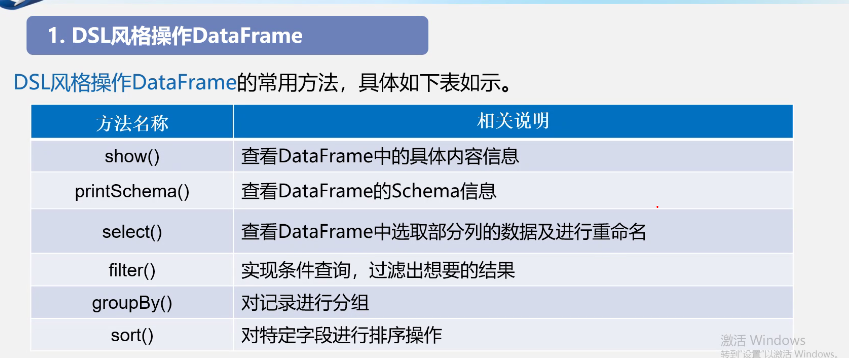 1. DSL风格操作DataFrame
DSL风格操作DataFrame的常用方法，具体如下表如示。
方法名称 相关说明
show() 查看DataFrame中的具体内容信息
printSchema() 查看DataFrame的Schema信息
select() 查看DataFrame中选取部分列的数据及进行重命名
filter() 实现条件查询，过滤出想要的结果
groupBy() 对记录进行分组
sort() 对特定字段进行排序操作
激活 Windows
转到"设置"以激活 Windows。